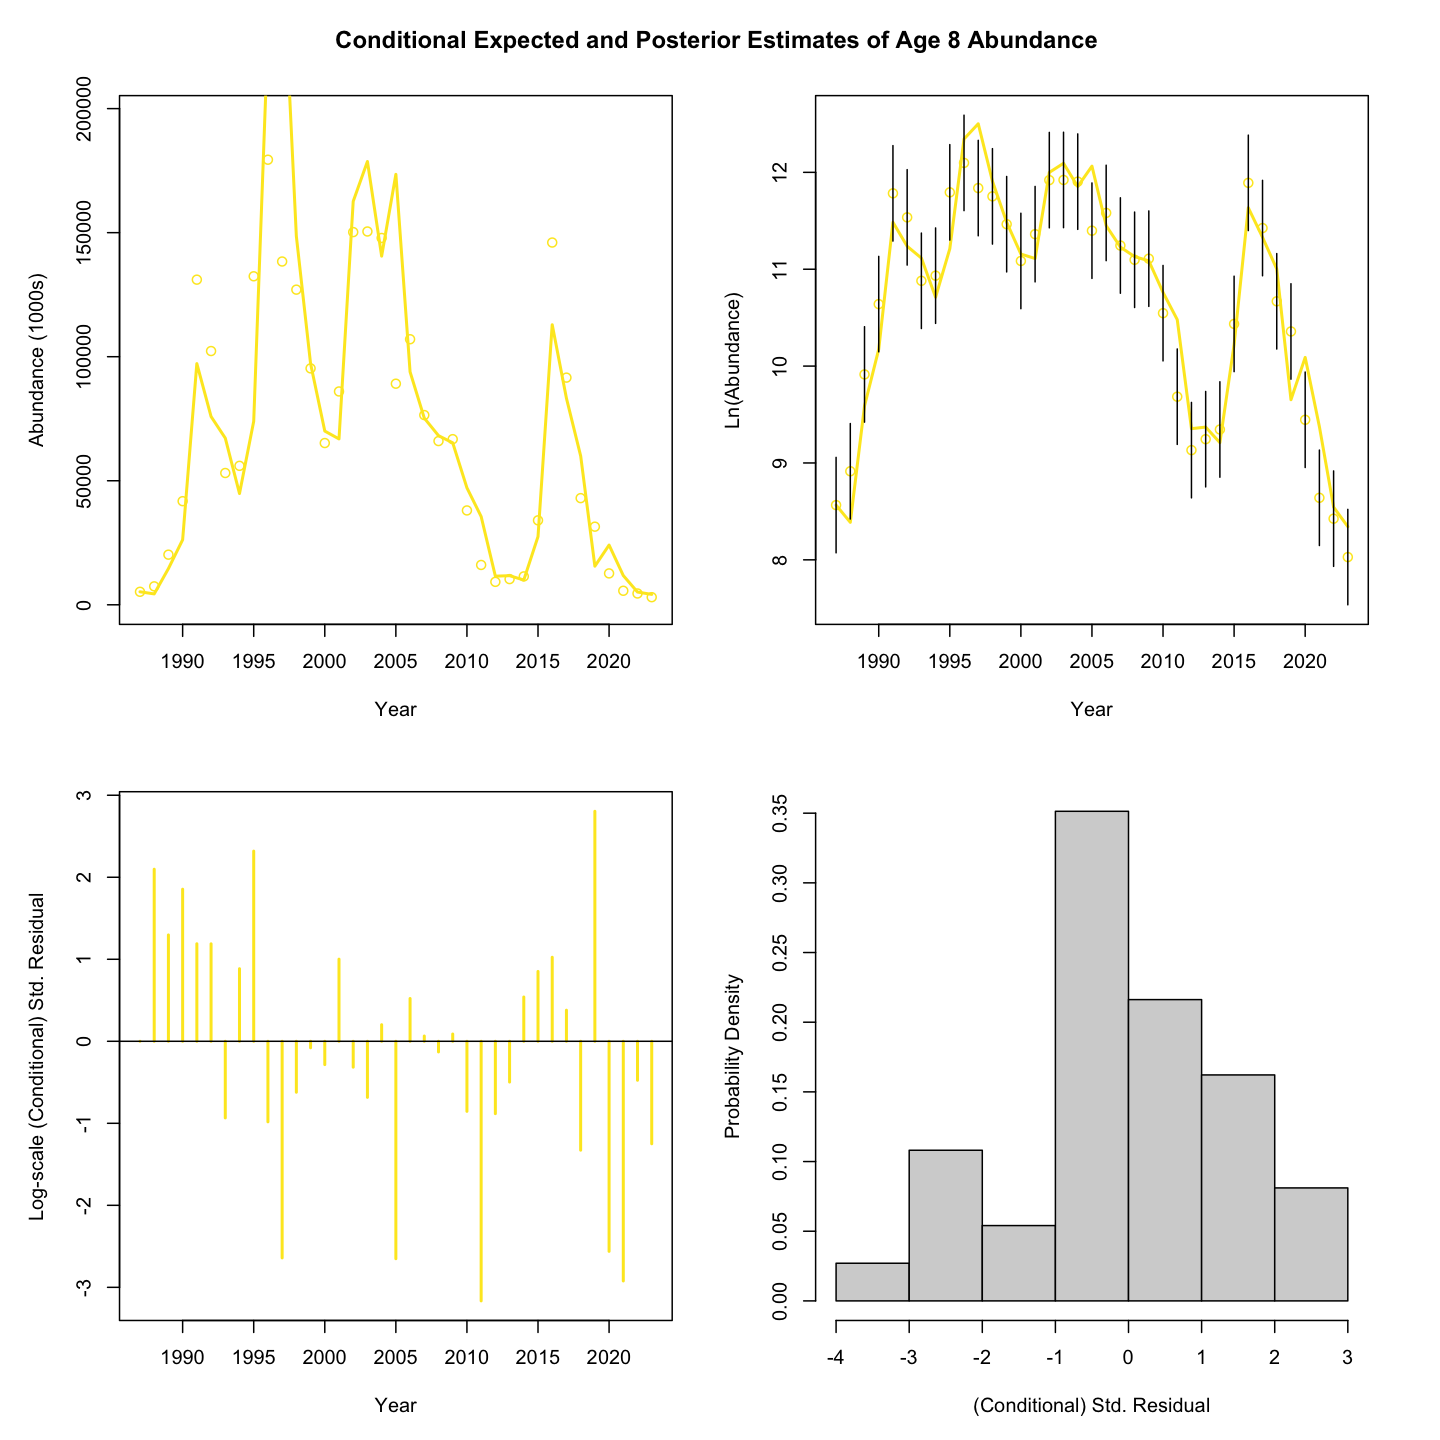 Conditional Expected and Posterior Estimates of Age 8 Abundance
Abundance (1000s)
200000
150000
100000
50000
0
1990 1995 2000 2005 2010 2015 2020
Year
Ln(Abundance)
12
11
10
9
8
1990 1995 2000 2005 2010 2015 2020
Year
Log-scale (Conditional) Std. Residual
3
2
1
0
-1
-2
-3
1990 1995 2000 2005 2010 2015 2020
Year
Probability Density
0.35
0.30
0.25
0.20
0.15
0.10
0.05
0.00
-4 -3 -2 -1 0 1 2 3
(Conditional) Std. Residual